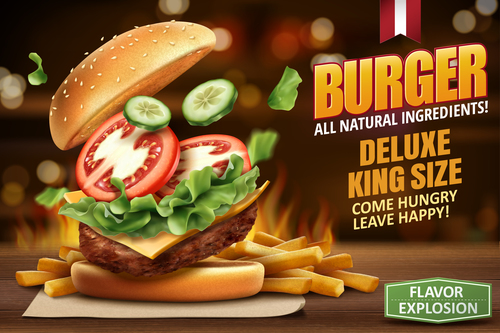 BURGER
ALL NATURAL INGREDIENTS!
DELUXE
KING SIZE
COME HUNGRY
LEAVE HAPPY!
FLAVOR
EXPLOSION